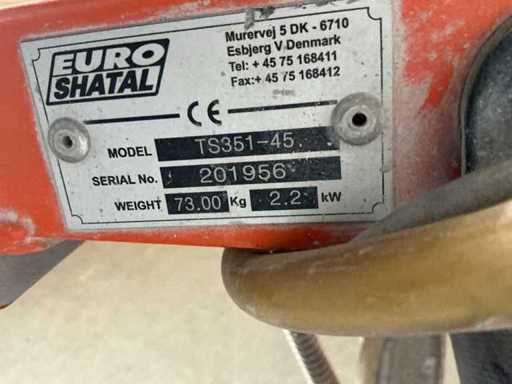 EURO
SHATAL
Murervej 5 DK - 6710
Esbjerg V Denmark
Tel: + 45 75 168411
Fax:+ 45 75 168412
CE
MODEL TS351-45.
SERIAL No. 201956
WEIGHT 73.00 Kg 2.2 kW